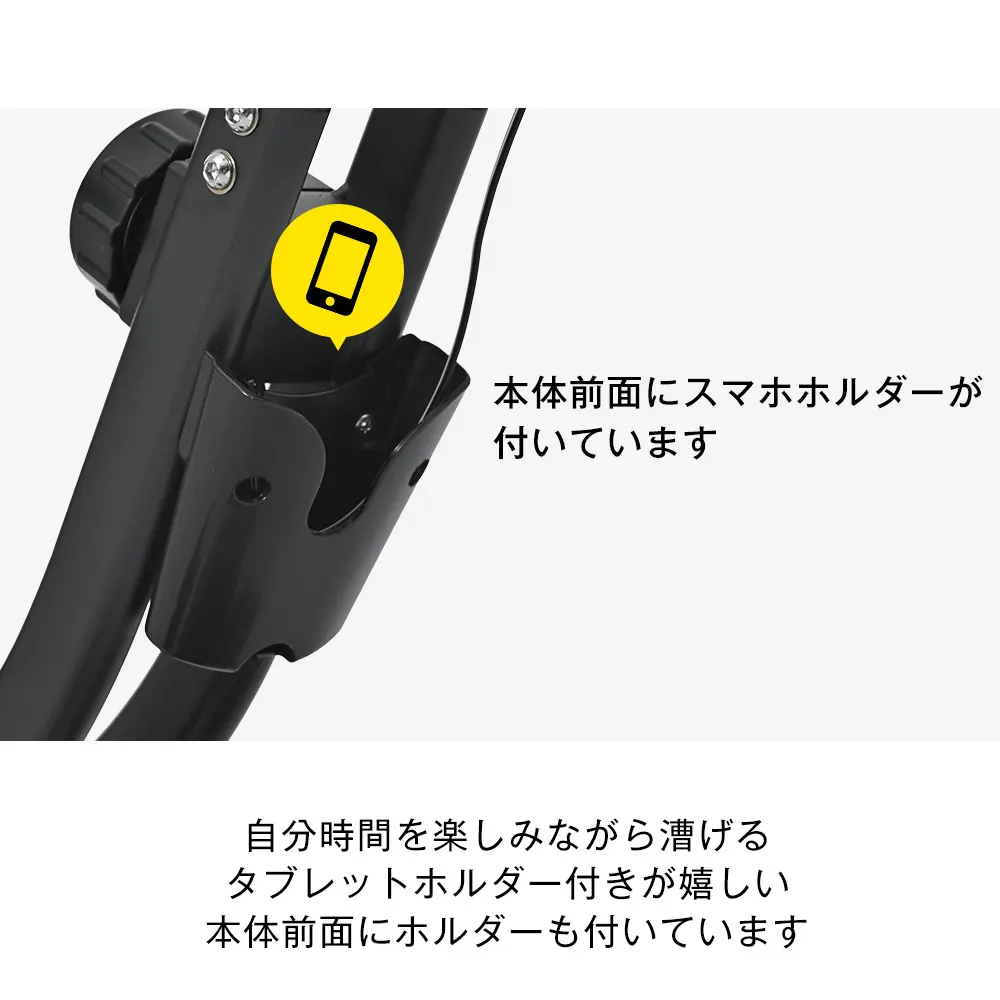 本体前面にスマホホルダーが
付いています
自分時間を楽しみながら漕げる
タブレットホルダー付きが嬉しい
本体前面にホルダーも付いています